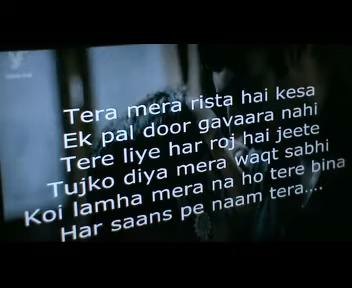 Tera mera rista hai kesa
Ek pal door gavaara nahi
Tere liye har roj hai jeete
Tujko diya mera waqt sabhi
Koi lamha mera na ho tere bina
Har saans pe naam tera....